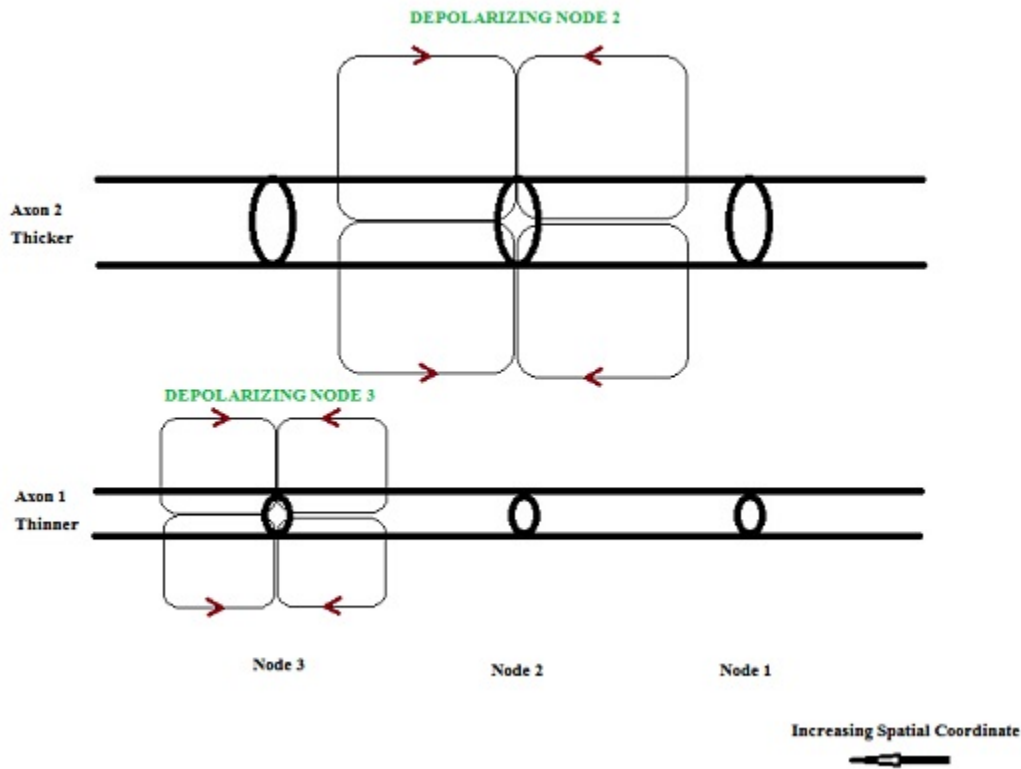 DEPOLARIZING NODE 2
Axon 2
Thicker
DEPOLARIZING NODE 3
Axon 1
Thinner
Node 3
Node 2
Node 1
Increasing Spatial Coordinate